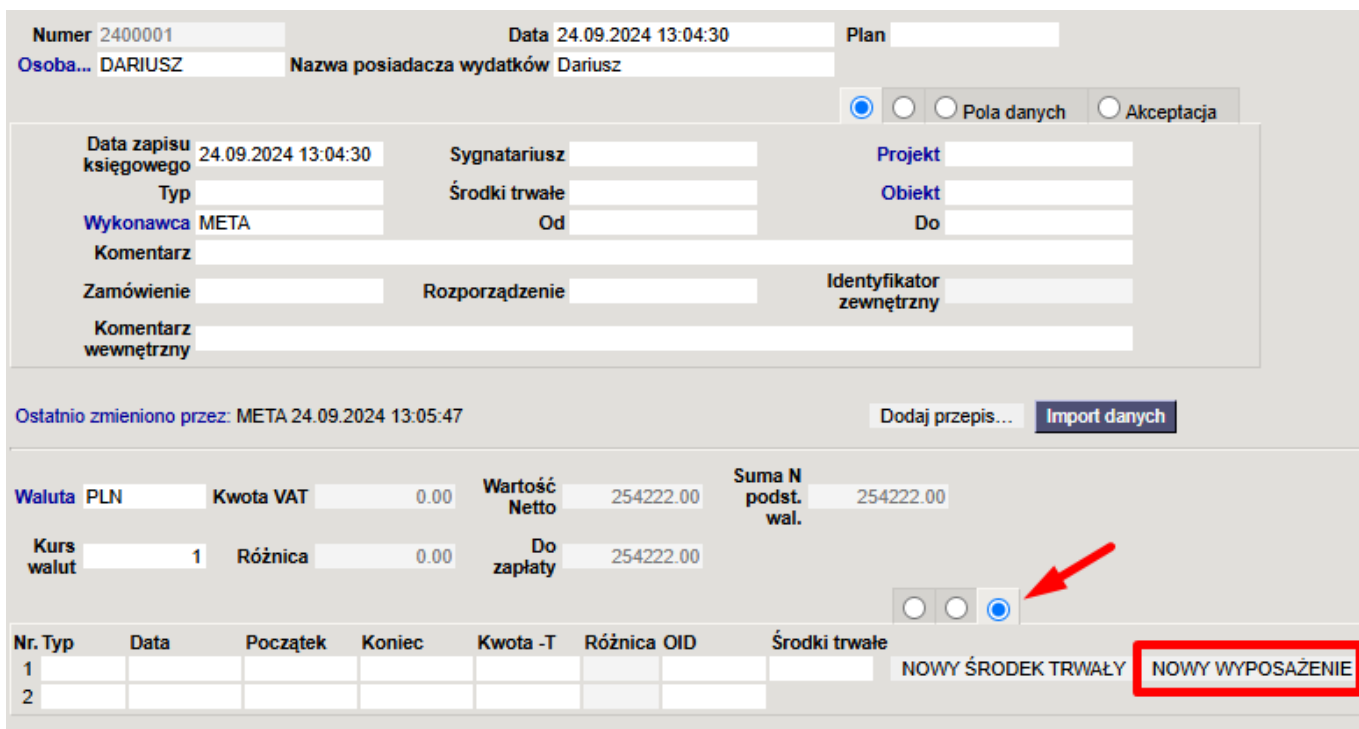 Numer 2400001 Data 24.09.2024 13:04:30 Plan
Osoba... DARIUSZ Nazwa posiadacza wydatków Dariusz
Pola danych Akceptacja
Data zapisu księgowego 24.09.2024 13:04:30 Sygnatariusz Projekt
Typ Środki trwałe Obiekt
Wykonawca META Od Do
Komentarz
Zamówienie Rozporządzenie Identyfikator zewnętrzny
Komentarz wewnętrzny
Ostatnio zmieniono przez: META 24.09.2024 13:05:47 Dodaj przepis... Import danych
Waluta PLN Kwota VAT 0.00 Wartość Netto 254222.00 Suma N podst. wal. 254222.00
Kurs walut 1 Różnica 0.00 Do zapłaty 254222.00
Nr. Typ Data Początek Koniec Kwota -T Różnica OID Środki trwałe
1 NOWY ŚRODEK TRWAŁY NOWY WYPOSAŻENIE
2